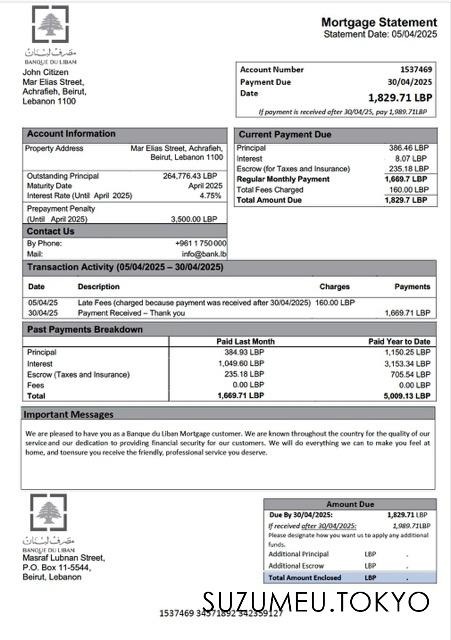 Mortgage Statement
Statement Date: 05/04/2025
مصرف لبنان
BANQUE DU LIBAN
John Citizen
Mar Elias Street,
Achrafieh, Beirut,
Lebanon 1100
Account Number 1537469
Payment Due 30/04/2025
Date 1,829.71 LBP
If payment is received after 30/04/25, pay 1,989.71LBP
Account Information
Property Address Mar Elias Street, Achrafieh,
Beirut, Lebanon 1100
Outstanding Principal 264,776.43 LBP
Maturity Date April 2025
Interest Rate (Until April 2025) 4.75%
Prepayment Penalty
(Until April 2025) 3,500.00 LBP
Contact Us
By Phone: +961 1 750 000
Mail: info@bank.lb
Current Payment Due
Principal 386.46 LBP
Interest 8.07 LBP
Escrow (for Taxes and Insurance) 235.18 LBP
Regular Monthly Payment 1,669.7 LBP
Total Fees Charged 160.00 LBP
Total Amount Due 1,829.7 LBP
Transaction Activity (05/04/2025 – 30/04/2025)
Date Description Charges Payments
05/04/25 Late Fees (charged because payment was received after 30/04/2025) 160.00 LBP
30/04/25 Payment Received – Thank you 1,669.71 LBP
Past Payments Breakdown
Paid Last Month Paid Year to Date
Principal 384.93 LBP 1,150.25 LBP
Interest 1,049.60 LBP 3,153.34 LBP
Escrow (Taxes and Insurance) 235.18 LBP 705.54 LBP
Fees 0.00 LBP 0.00 LBP
Total 1,669.71 LBP 5,009.13 LBP
Important Messages
We are pleased to have you as a Banque du Liban Mortgage customer. We are known throughout the country for the quality of our
service and our dedication to providing financial security for our customers. We will do everything we can to make you feel at
home, and toensure you receive the friendly, professional service you deserve.
مصرف لبنان
BANQUE DU LIBAN
Masraf Lubnan Street,
P.O. Box 11-5544,
Beirut, Lebanon
Amount Due
Due By 30/04/2025: 1,829.71 LBP
If received after 30/04/2025: 1,989.71LBP
Please designate how you want us to apply any additional
funds.
Additional Principal LBP .
Additional Escrow LBP .
Total Amount Enclosed LBP .
1537469 34571892 342359127
SUZUMEU.TOKYO